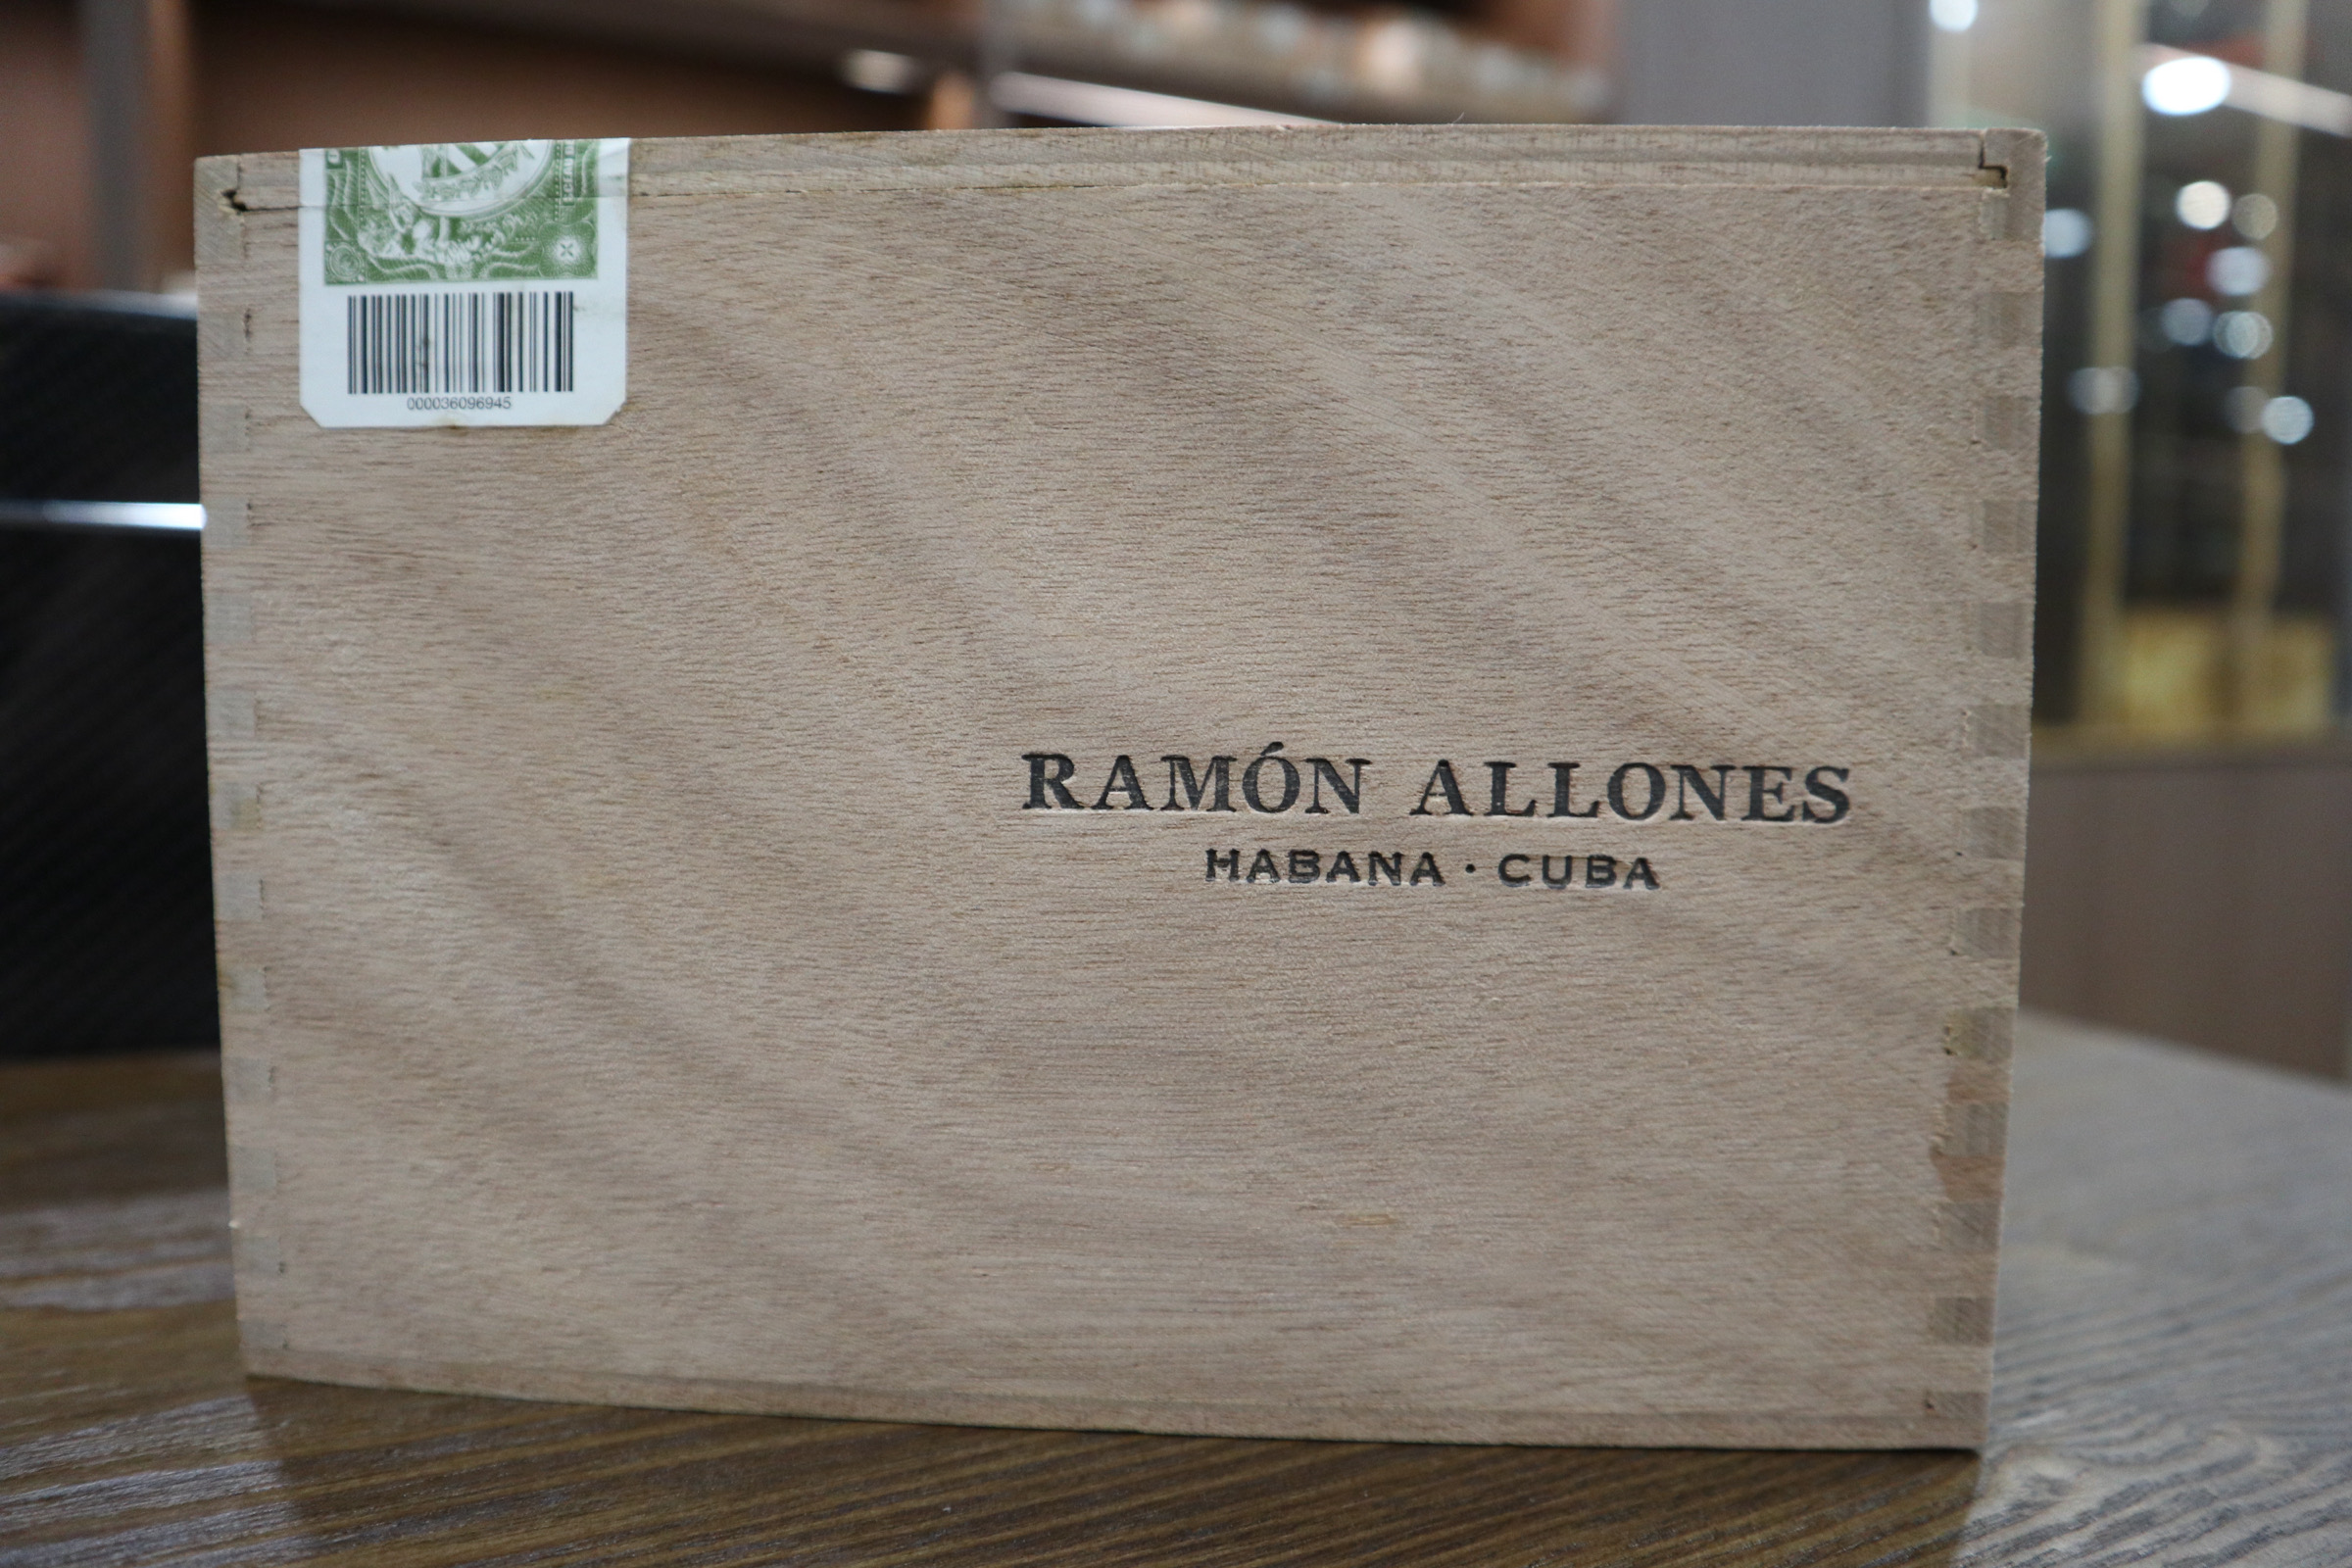 000036096945
RAMÓN ALLONES
HABANA · CUBA